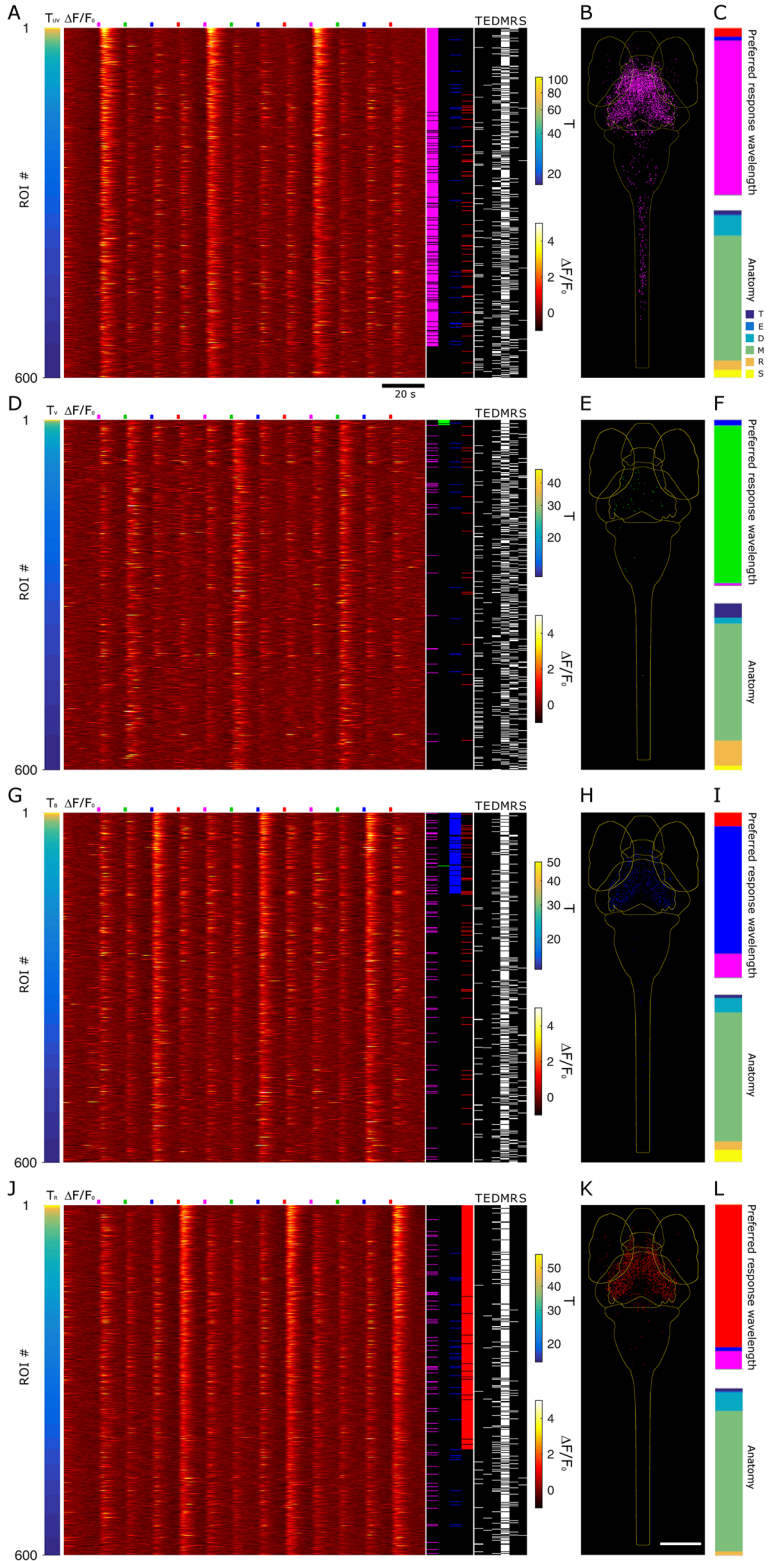 A
T UV ΔF/F₀
TEDMRS
1
ROI #
600
20 s
100
80
60
40
20
T
4
2
0
ΔF/F₀
B
C
Preferred response wavelength
Anatomy
T
E
D
M
R
S
D
T V ΔF/F₀
TEDMRS
1
ROI #
600
40
30
20
T
4
2
0
ΔF/F₀
E
F
Preferred response wavelength
Anatomy
G
T B ΔF/F₀
TEDMRS
1
ROI #
600
50
40
30
20
T
4
2
0
ΔF/F₀
H
I
Preferred response wavelength
Anatomy
J
T R ΔF/F₀
TEDMRS
1
ROI #
600
50
40
30
20
T
4
2
0
ΔF/F₀
K
L
Preferred response wavelength
Anatomy